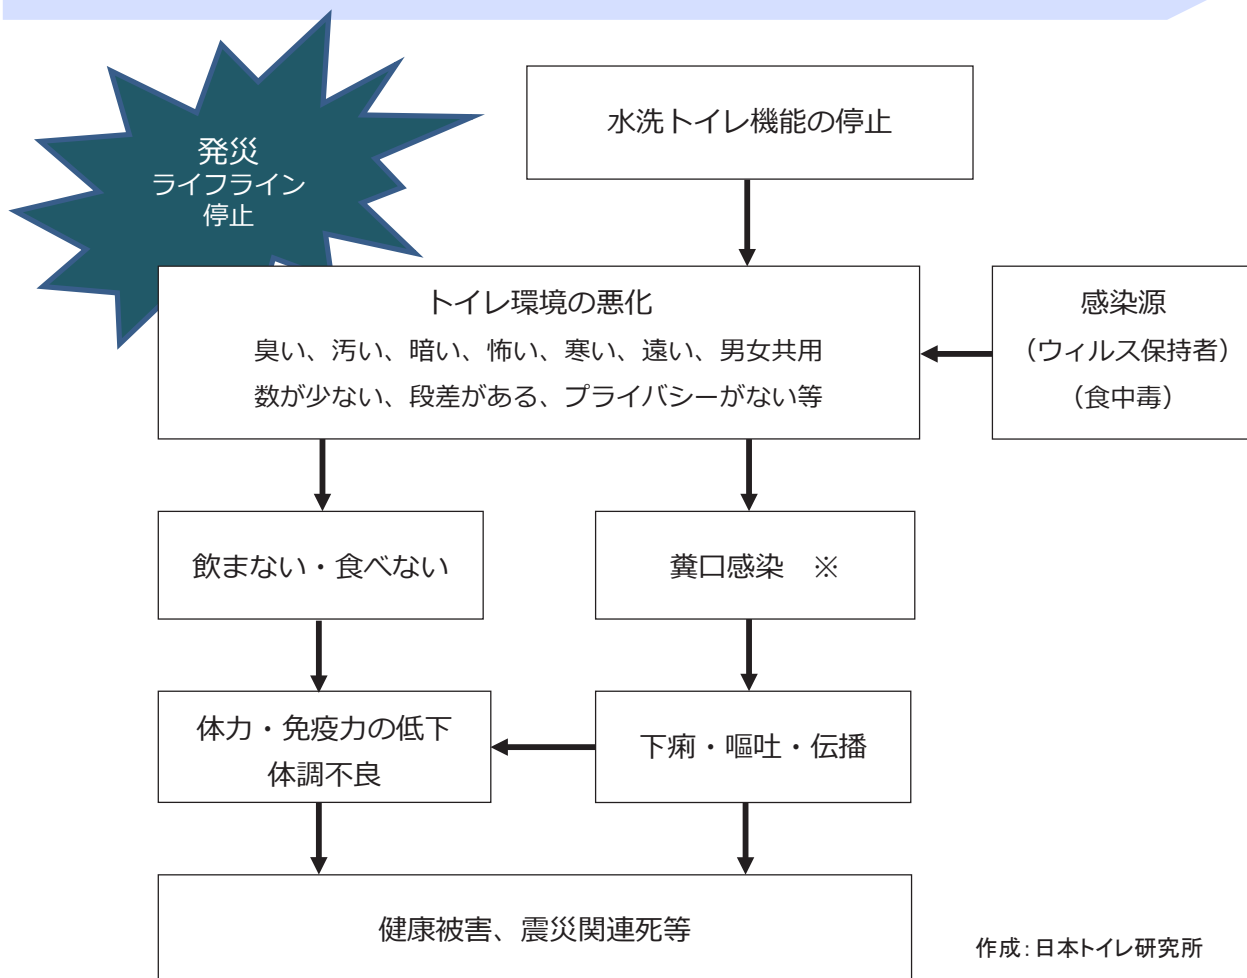 発災
ライフライン
停止
水洗トイレ機能の停止
トイレ環境の悪化
臭い、汚い、暗い、怖い、寒い、遠い、男女共用
数が少ない、段差がある、プライバシーがない等
感染源
（ウィルス保持者）
（食中毒）
飲まない・食べない
糞口感染　※
体力・免疫力の低下
体調不良
下痢・嘔吐・伝播
健康被害、震災関連死等
作成：日本トイレ研究所